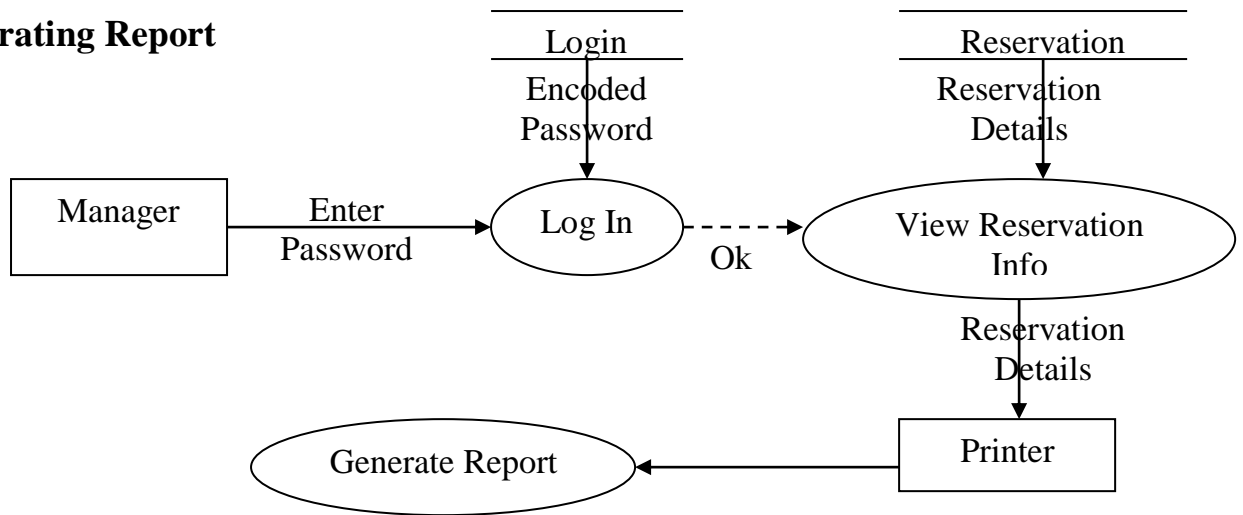 rating Report
Login
Reservation
Encoded
Password
Reservation
Details
Manager
Enter
Password
Log In
Ok
View Reservation
Info
Reservation
Details
Generate Report
Printer